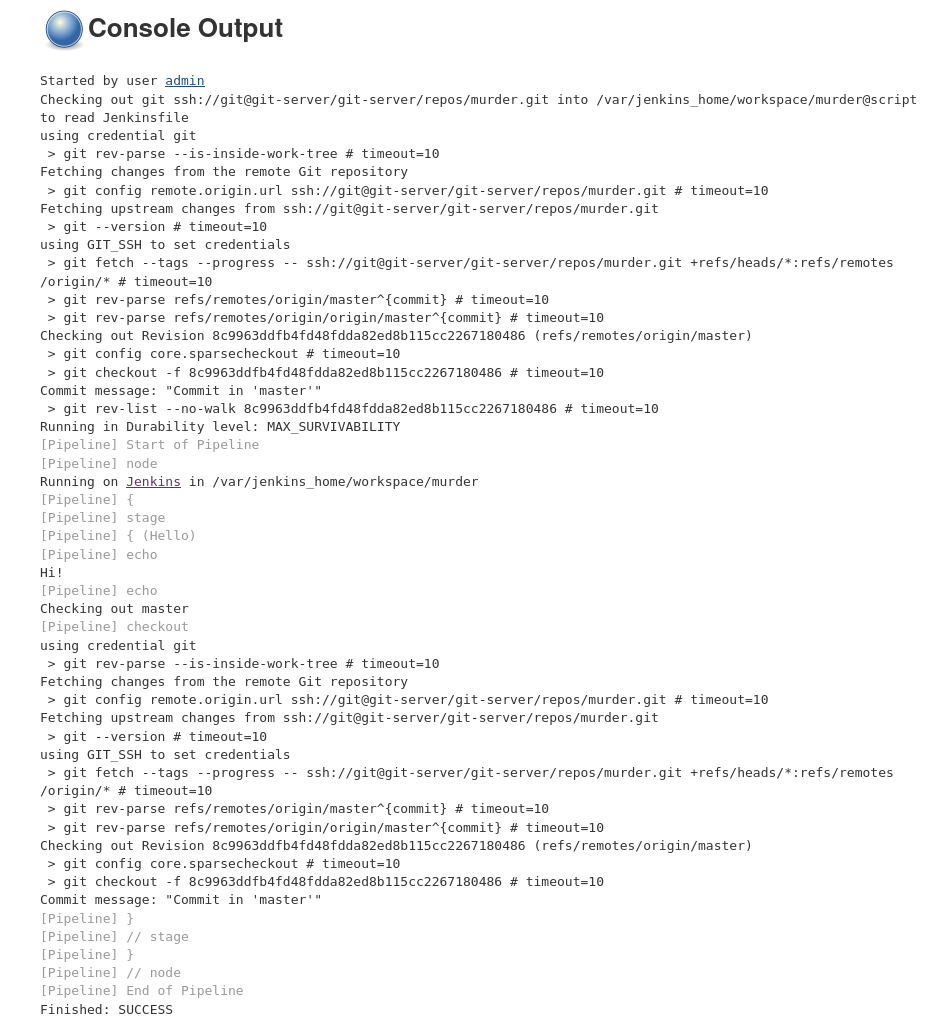 Console Output
Started by user admin
Checking out git ssh://git@git-server/git-server/repos/murder.git into /var/jenkins_home/workspace/murder@script
to read Jenkinsfile
using credential git
 > git rev-parse --is-inside-work-tree # timeout=10
Fetching changes from the remote Git repository
 > git config remote.origin.url ssh://git@git-server/git-server/repos/murder.git # timeout=10
Fetching upstream changes from ssh://git@git-server/git-server/repos/murder.git
 > git --version # timeout=10
using GIT_SSH to set credentials
 > git fetch --tags --progress -- ssh://git@git-server/git-server/repos/murder.git +refs/heads/*:refs/remotes
/origin/* # timeout=10
 > git rev-parse refs/remotes/origin/master^{commit} # timeout=10
 > git rev-parse refs/remotes/origin/origin/master^{commit} # timeout=10
Checking out Revision 8c9963ddfb4fd48fdda82ed8b115cc2267180486 (refs/remotes/origin/master)
 > git config core.sparsecheckout # timeout=10
 > git checkout -f 8c9963ddfb4fd48fdda82ed8b115cc2267180486 # timeout=10
Commit message: "Commit in 'master'"
 > git rev-list --no-walk 8c9963ddfb4fd48fdda82ed8b115cc2267180486 # timeout=10
Running in Durability level: MAX_SURVIVABILITY
[Pipeline] Start of Pipeline
[Pipeline] node
Running on Jenkins in /var/jenkins_home/workspace/murder
[Pipeline] {
[Pipeline] stage
[Pipeline] { (Hello)
[Pipeline] echo
Hi!
[Pipeline] echo
Checking out master
[Pipeline] checkout
using credential git
 > git rev-parse --is-inside-work-tree # timeout=10
Fetching changes from the remote Git repository
 > git config remote.origin.url ssh://git@git-server/git-server/repos/murder.git # timeout=10
Fetching upstream changes from ssh://git@git-server/git-server/repos/murder.git
 > git --version # timeout=10
using GIT_SSH to set credentials
 > git fetch --tags --progress -- ssh://git@git-server/git-server/repos/murder.git +refs/heads/*:refs/remotes
/origin/* # timeout=10
 > git rev-parse refs/remotes/origin/master^{commit} # timeout=10
 > git rev-parse refs/remotes/origin/origin/master^{commit} # timeout=10
Checking out Revision 8c9963ddfb4fd48fdda82ed8b115cc2267180486 (refs/remotes/origin/master)
 > git config core.sparsecheckout # timeout=10
 > git checkout -f 8c9963ddfb4fd48fdda82ed8b115cc2267180486 # timeout=10
Commit message: "Commit in 'master'"
[Pipeline] }
[Pipeline] // stage
[Pipeline] }
[Pipeline] // node
[Pipeline] End of Pipeline
Finished: SUCCESS